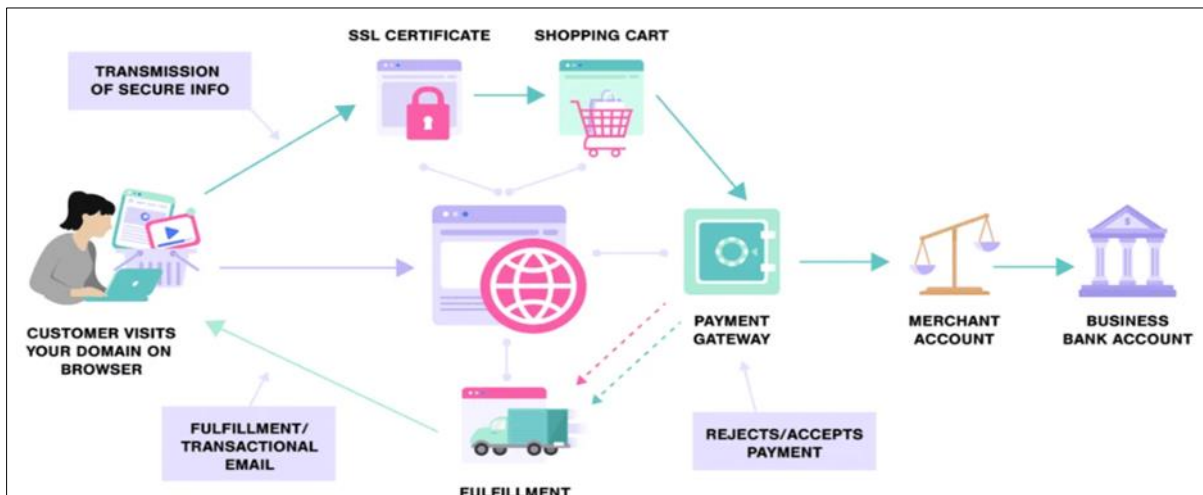 SSL CERTIFICATE
SHOPPING CART
TRANSMISSION
OF SECURE INFO
CUSTOMER VISITS
YOUR DOMAIN ON
BROWSER
PAYMENT
GATEWAY
MERCHANT
ACCOUNT
BUSINESS
BANK ACCOUNT
FULFILLMENT/
TRANSACTIONAL
EMAIL
REJECTS/ACCEPTS
PAYMENT
FULFILLMENT